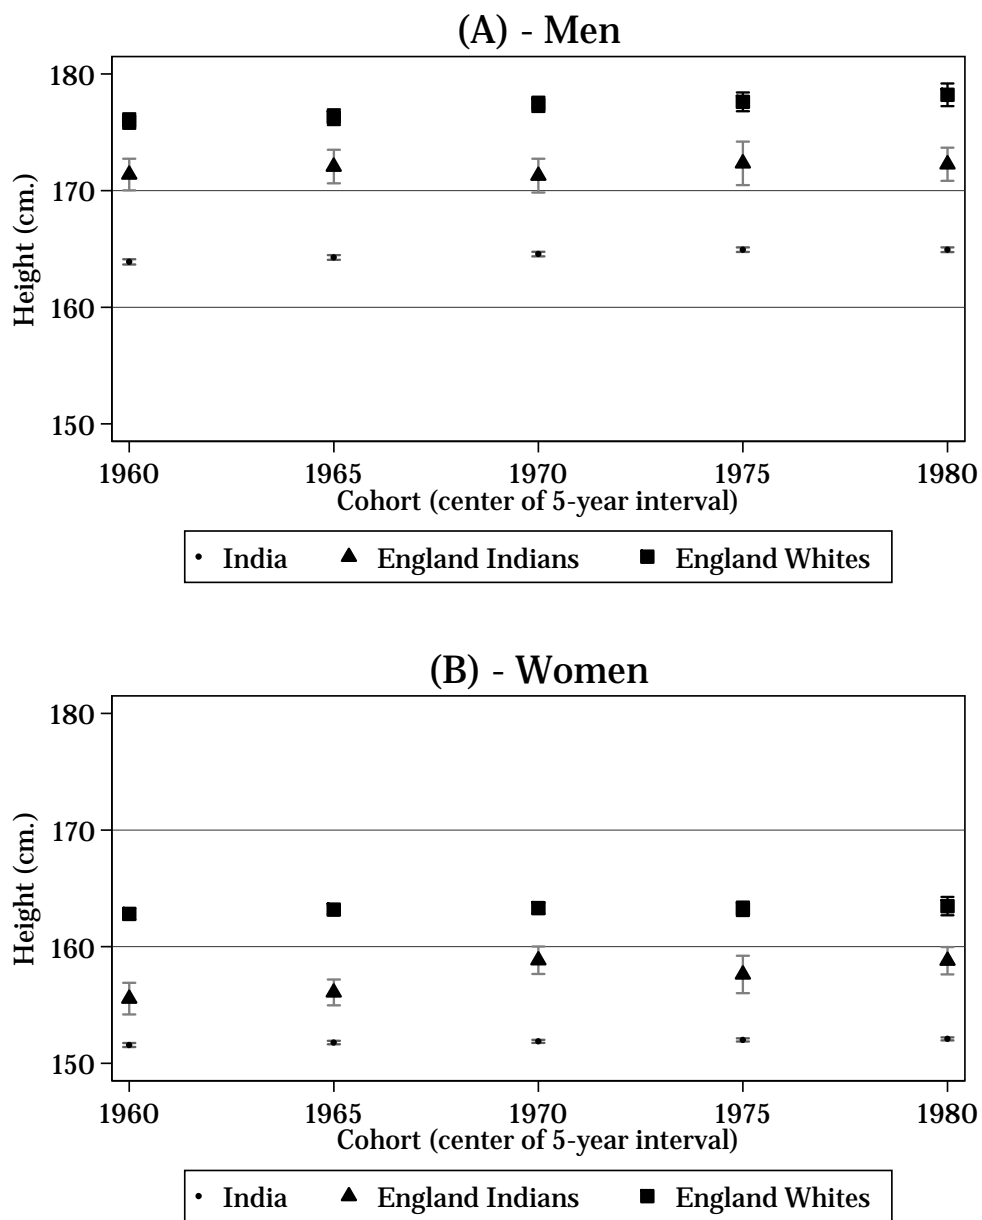 (A) - Men
Height (cm.)
180
170
160
150
1960 1965 1970 1975 1980
Cohort (center of 5-year interval)
India England Indians England Whites
(B) - Women
Height (cm.)
180
170
160
150
1960 1965 1970 1975 1980
Cohort (center of 5-year interval)
India England Indians England Whites